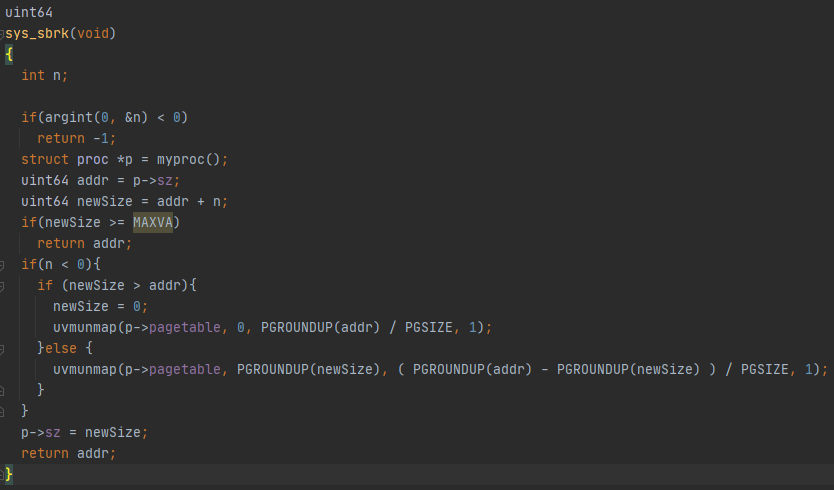 uint64
sys_sbrk(void)
{
  int n;

  if(argint(0, &n) < 0)
    return -1;
  struct proc *p = myproc();
  uint64 addr = p->sz;
  uint64 newSize = addr + n;
  if(newSize >= MAXVA)
    return addr;
  if(n < 0){
    if (newSize > addr){
      newSize = 0;
      uvmunmap(p->pagetable, 0, PGROUNDUP(addr) / PGSIZE, 1);
    }else {
      uvmunmap(p->pagetable, PGROUNDUP(newSize), ( PGROUNDUP(addr) - PGROUNDUP(newSize) ) / PGSIZE, 1);
    }
  }
  p->sz = newSize;
  return addr;
}